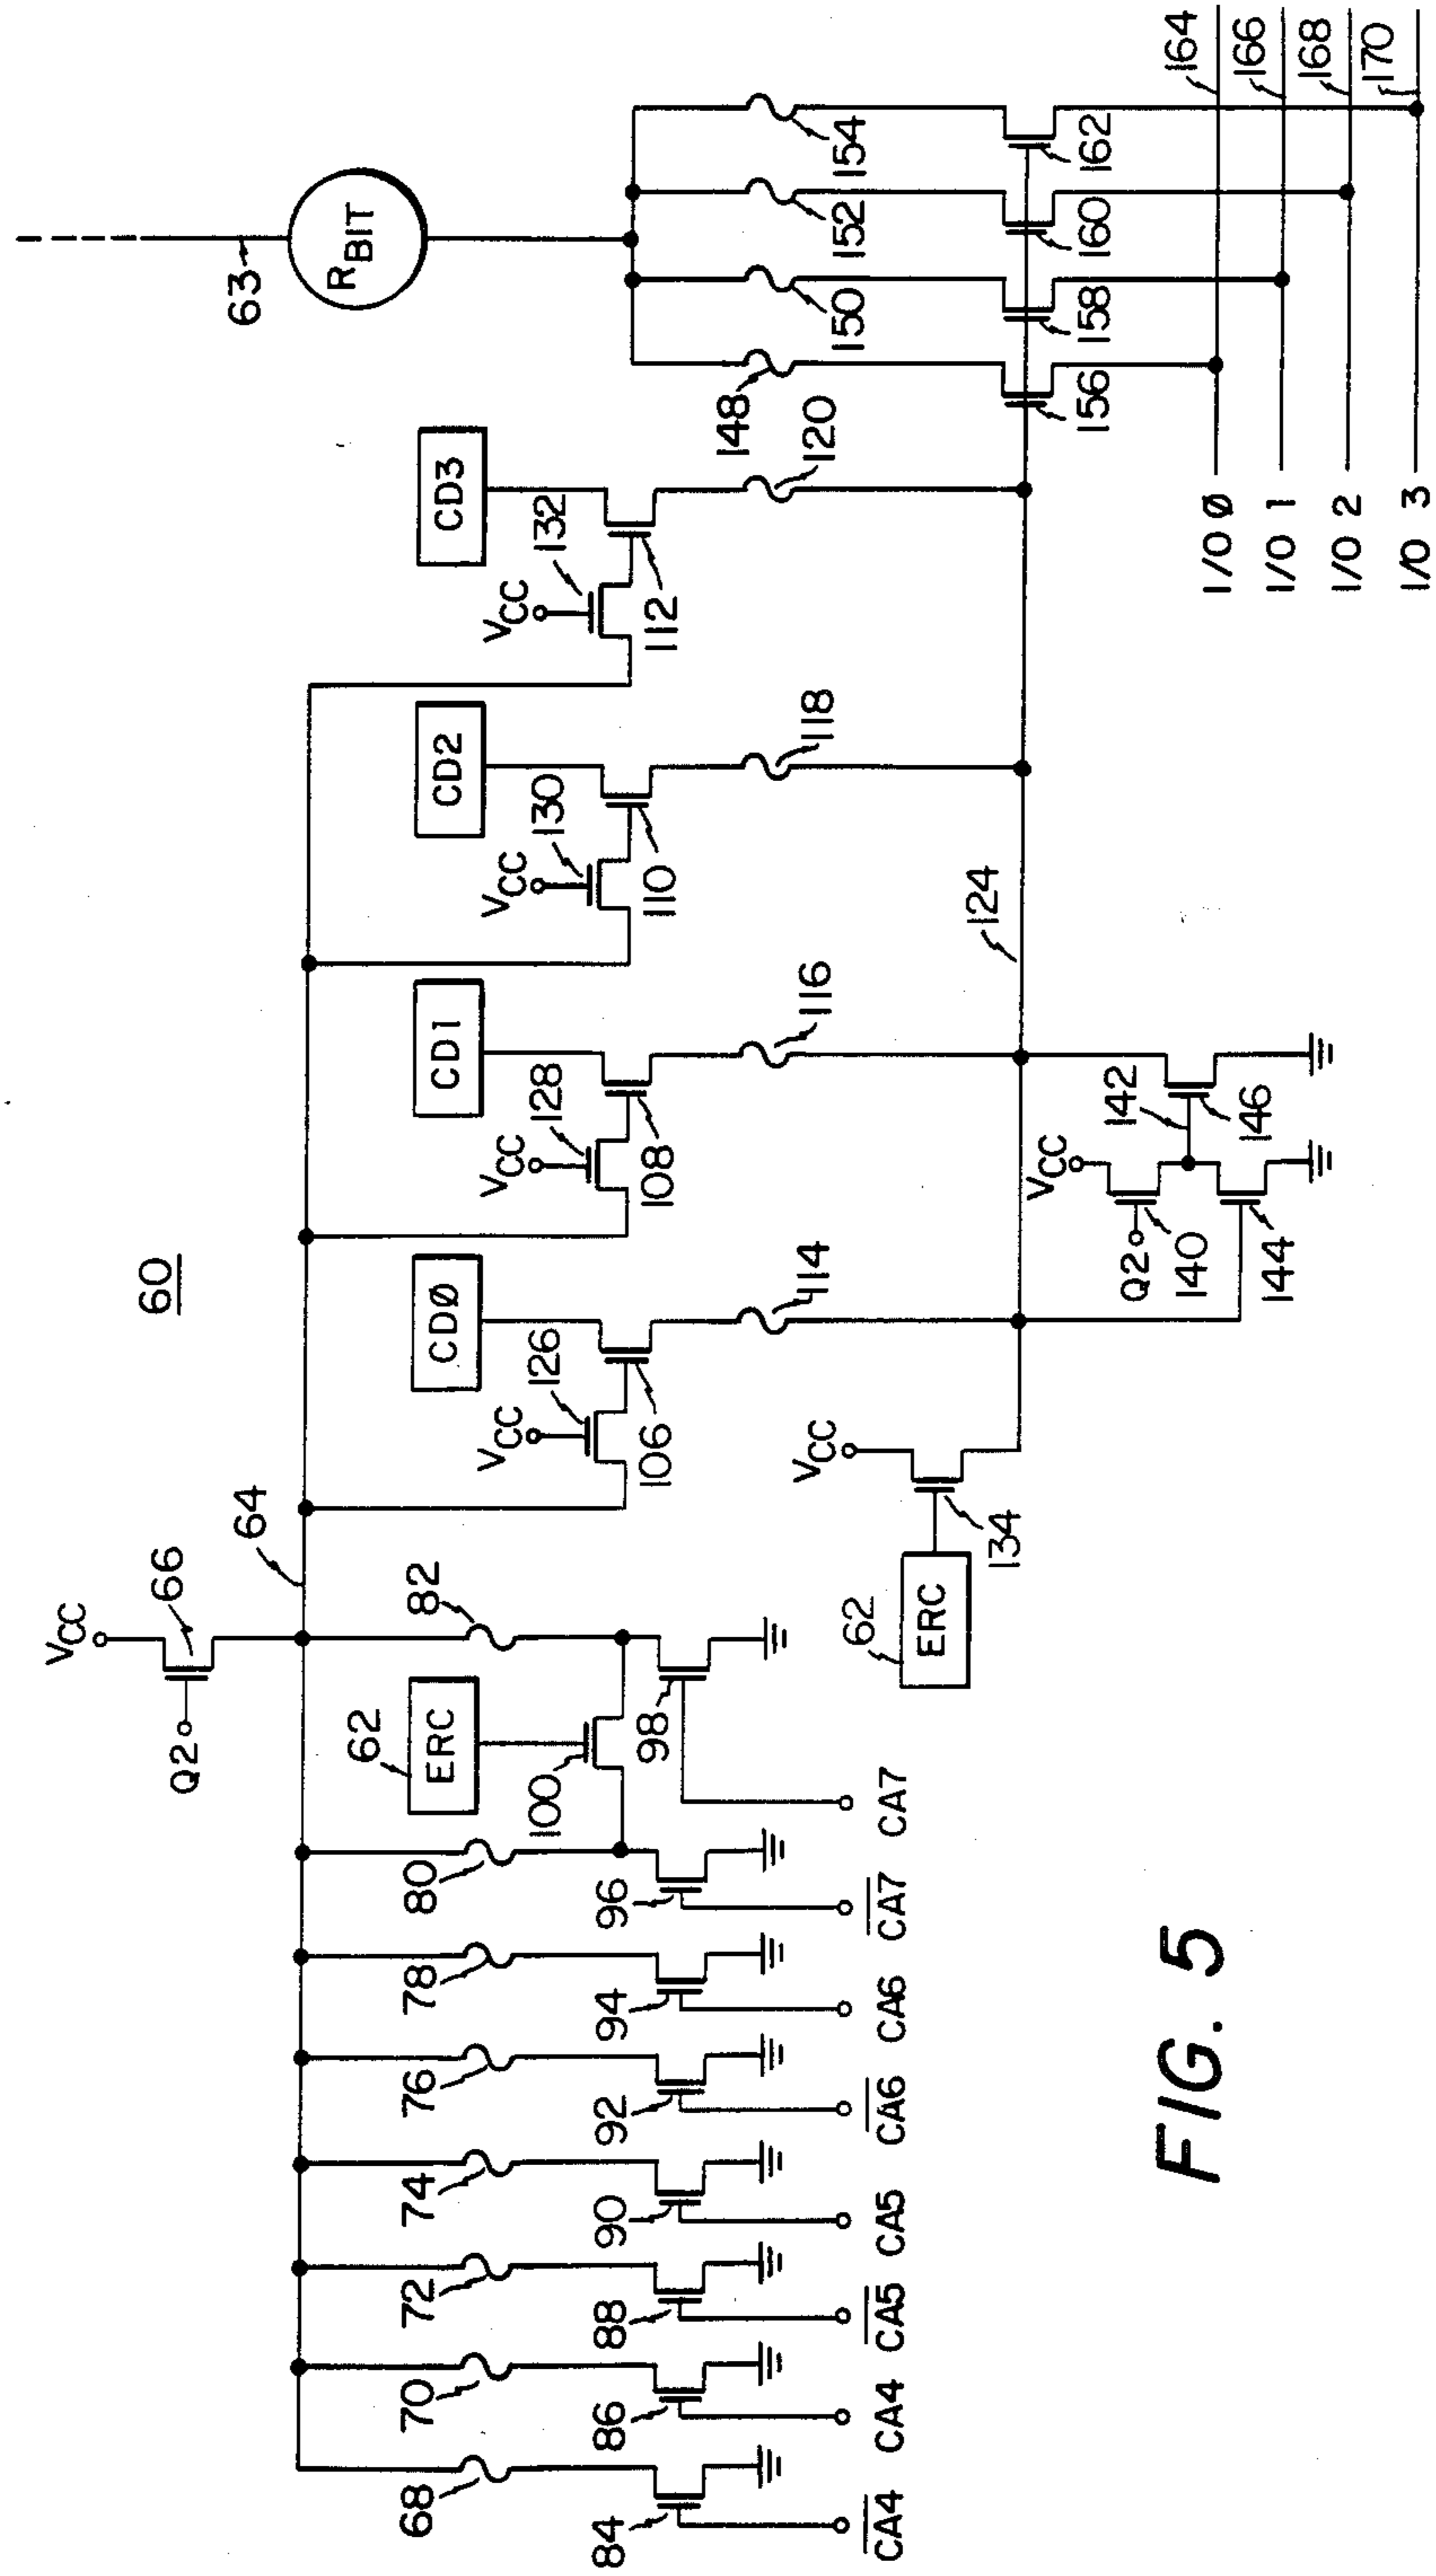 60
VCC
Q2
66
64
68
70
72
74
76
78
80
82
62
ERC
100
84
86
88
90
92
94
96
98
CA4
CA4
CA5
CA5
CA6
CA6
CA7
CA7
CDØ
CD1
CD2
CD3
VCC
126
VCC
128
VCC
130
VCC
132
106
108
110
112
114
116
118
120
62
ERC
VCC
134
124
VCC
Q2
140
142
144
146
63
RBIT
148
150
152
154
156
158
160
162
I/O Ø
164
I/O 1
166
I/O 2
168
I/O 3
170
FIG. 5